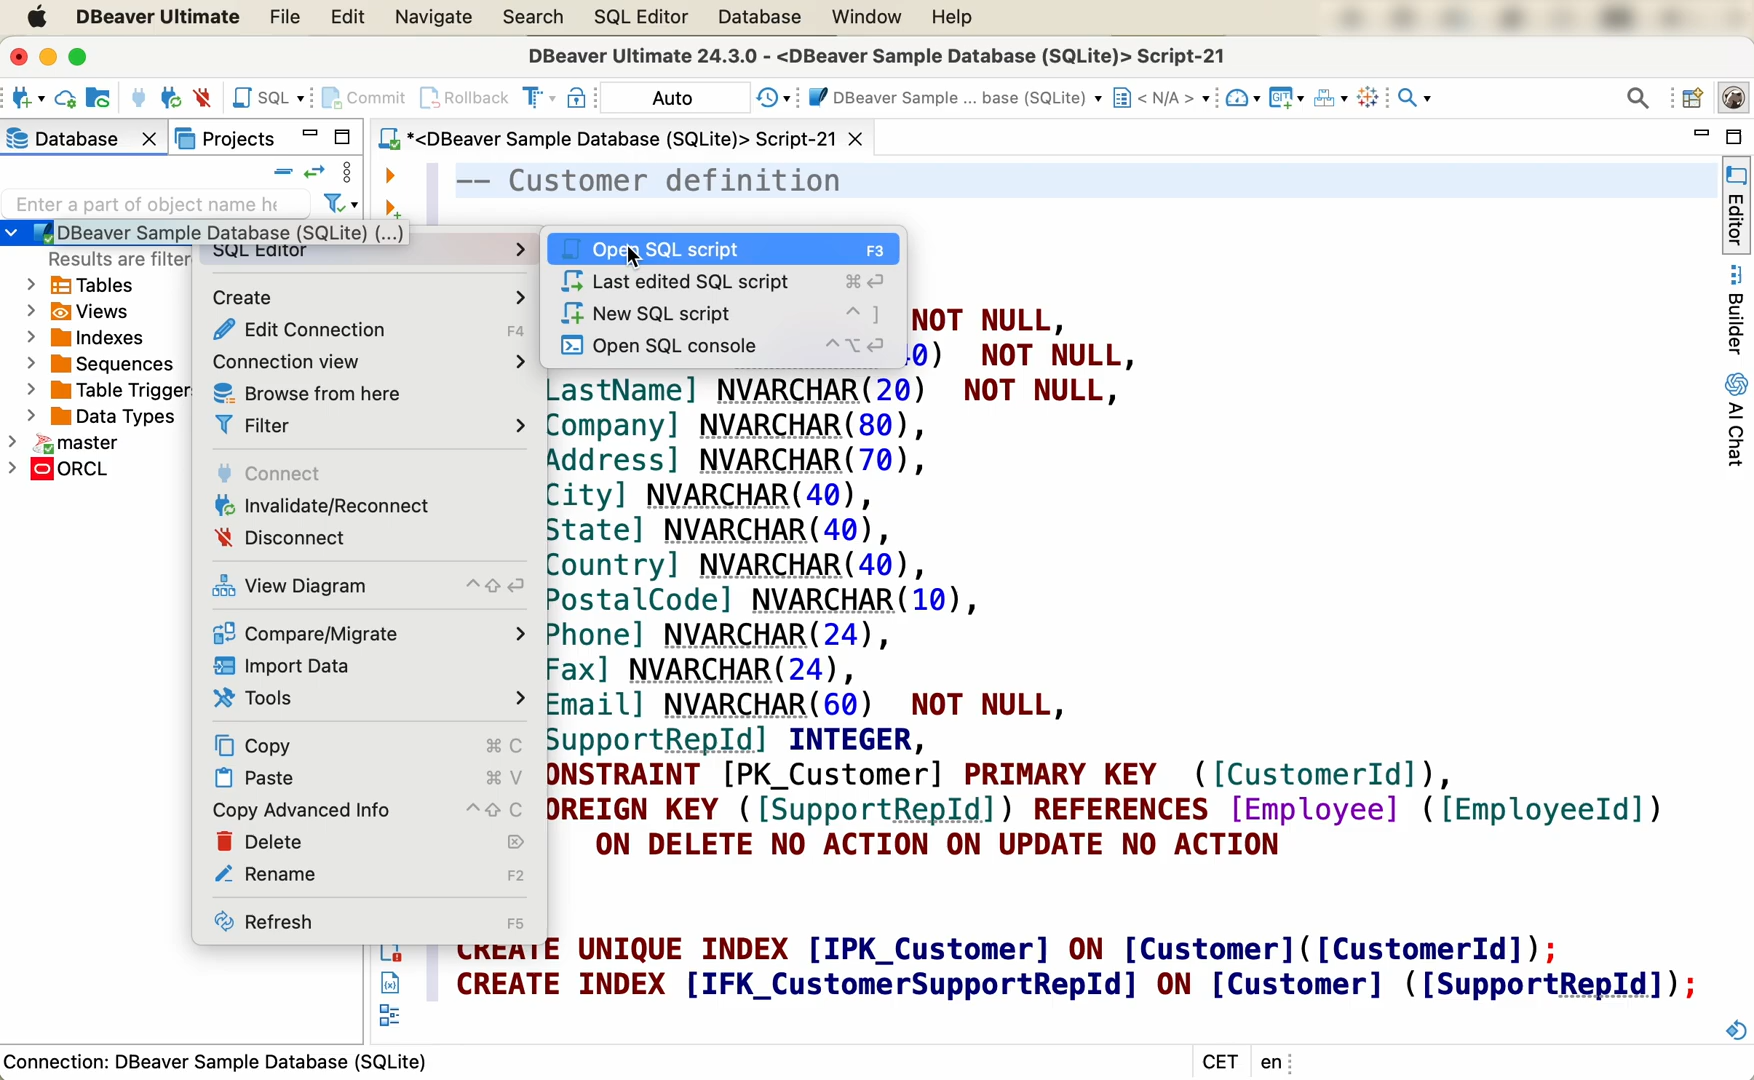 DBeaver Ultimate File Edit Navigate Search SQL Editor Database Window Help
DBeaver Ultimate 24.3.0 - <DBeaver Sample Database (SQLite)> Script-21
SQL Commit Rollback T Auto DBeaver Sample ... base (SQLite) < N/A > GIT
Database Projects *<DBeaver Sample Database (SQLite)> Script-21
Enter a part of object name he
DBeaver Sample Database (SQLite) (...)
Results are filter
Tables
Views
Indexes
Sequences
Table Trigger
Data Types
master
ORCL
SQL Editor
Create
Edit Connection F4
Connection view
Browse from here
Filter
Connect
Invalidate/Reconnect
Disconnect
View Diagram ^⇧↩
Compare/Migrate
Import Data
Tools
Copy ⌘ C
Paste ⌘ V
Copy Advanced Info ^⇧ C
Delete ⌦
Rename F2
Refresh F5
Open SQL script F3
Last edited SQL script ⌘↩
New SQL script ^ ]
Open SQL console ^⌥↩
-- Customer definition
NOT NULL,
40) NOT NULL,
LastName] NVARCHAR(20) NOT NULL,
Company] NVARCHAR(80),
Address] NVARCHAR(70),
City] NVARCHAR(40),
State] NVARCHAR(40),
Country] NVARCHAR(40),
PostalCode] NVARCHAR(10),
Phone] NVARCHAR(24),
Fax] NVARCHAR(24),
Email] NVARCHAR(60) NOT NULL,
SupportRepId] INTEGER,
ONSTRAINT [PK_Customer] PRIMARY KEY ([CustomerId]),
OREIGN KEY ([SupportRepId]) REFERENCES [Employee] ([EmployeeId])
ON DELETE NO ACTION ON UPDATE NO ACTION
CREATE UNIQUE INDEX [IPK_Customer] ON [Customer]([CustomerId]);
CREATE INDEX [IFK_CustomerSupportRepId] ON [Customer] ([SupportRepId]);
Editor
Builder
AI Chat
Connection: DBeaver Sample Database (SQLite) CET en